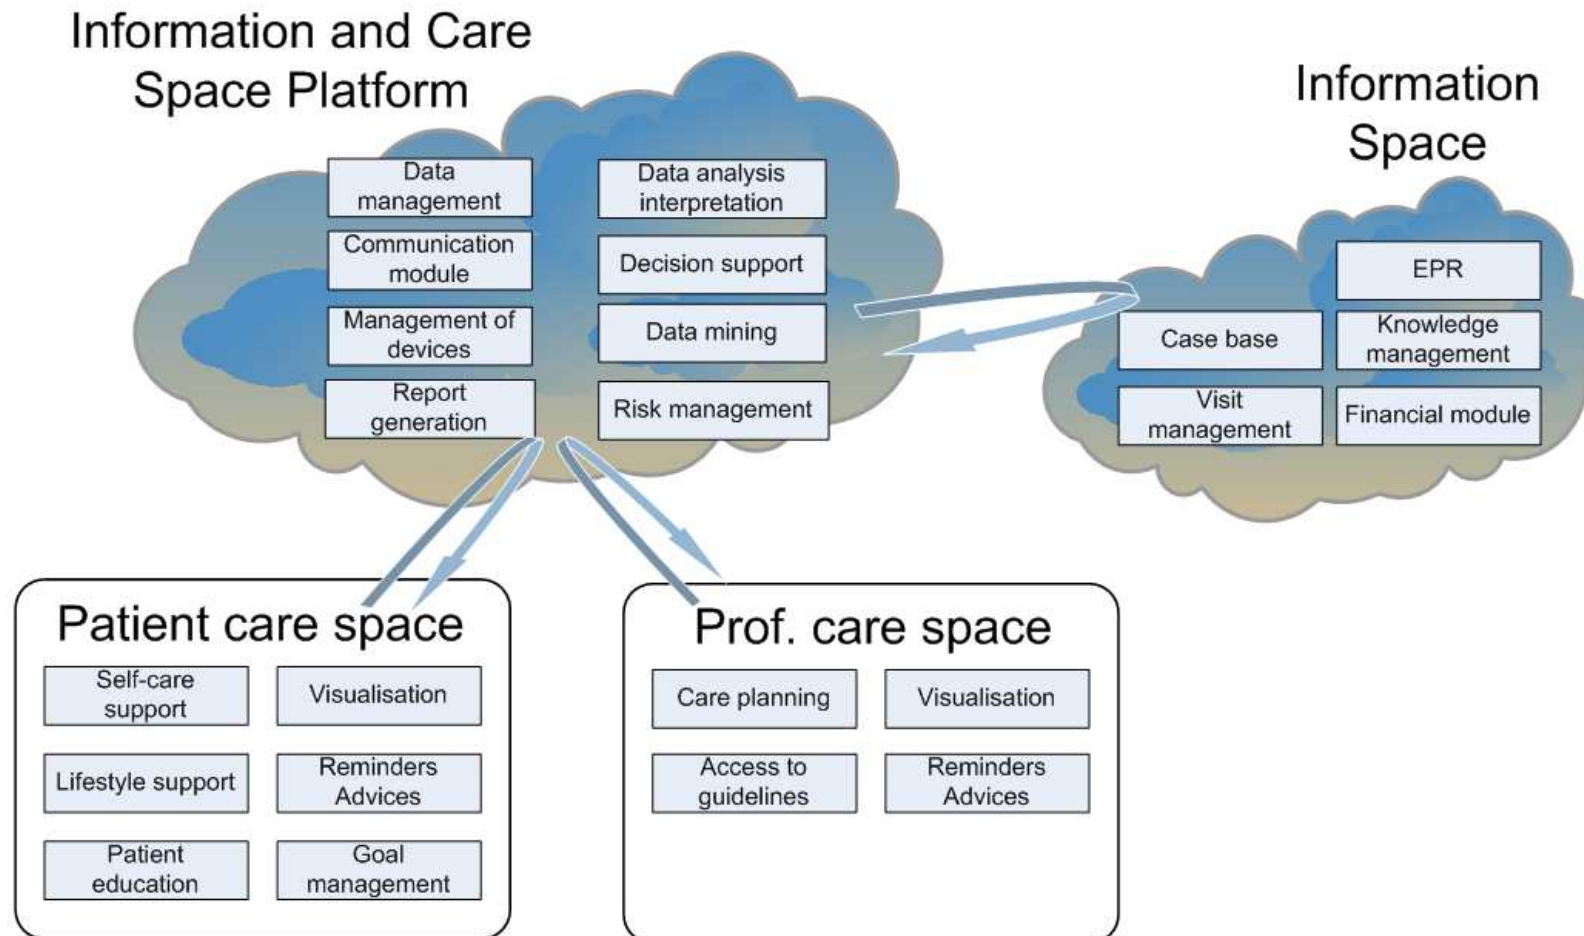 Information and Care
Space Platform
Information
Space
Data
management
Communication
module
Management of
devices
Report
generation
Data analysis
interpretation
Decision support
Data mining
Risk management
EPR
Case base
Knowledge
management
Visit
management
Financial module
Patient care space
Self-care
support
Visualisation
Lifestyle support
Reminders
Advices
Patient
education
Goal
management
Prof. care space
Care planning
Visualisation
Access to
guidelines
Reminders
Advices